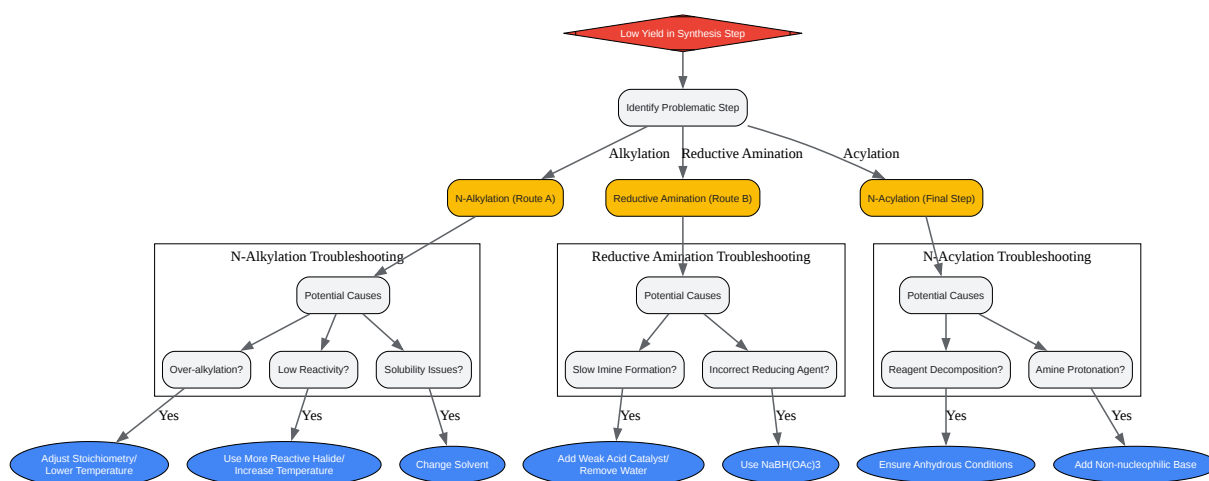 Low Yield in Synthesis Step
Identify Problematic Step
Alkylation
Reductive Amination
Acylation
N-Alkylation (Route A)
Reductive Amination (Route B)
N-Acylation (Final Step)
N-Alkylation Troubleshooting
Reductive Amination Troubleshooting
N-Acylation Troubleshooting
Potential Causes
Potential Causes
Potential Causes
Over-alkylation?
Low Reactivity?
Solubility Issues?
Slow Imine Formation?
Incorrect Reducing Agent?
Reagent Decomposition?
Amine Protonation?
Yes
Yes
Yes
Yes
Yes
Yes
Yes
Adjust Stoichiometry/
Lower Temperature
Use More Reactive Halide/
Increase Temperature
Change Solvent
Add Weak Acid Catalyst/
Remove Water
Use NaBH(OAc)3
Ensure Anhydrous Conditions
Add Non-nucleophilic Base